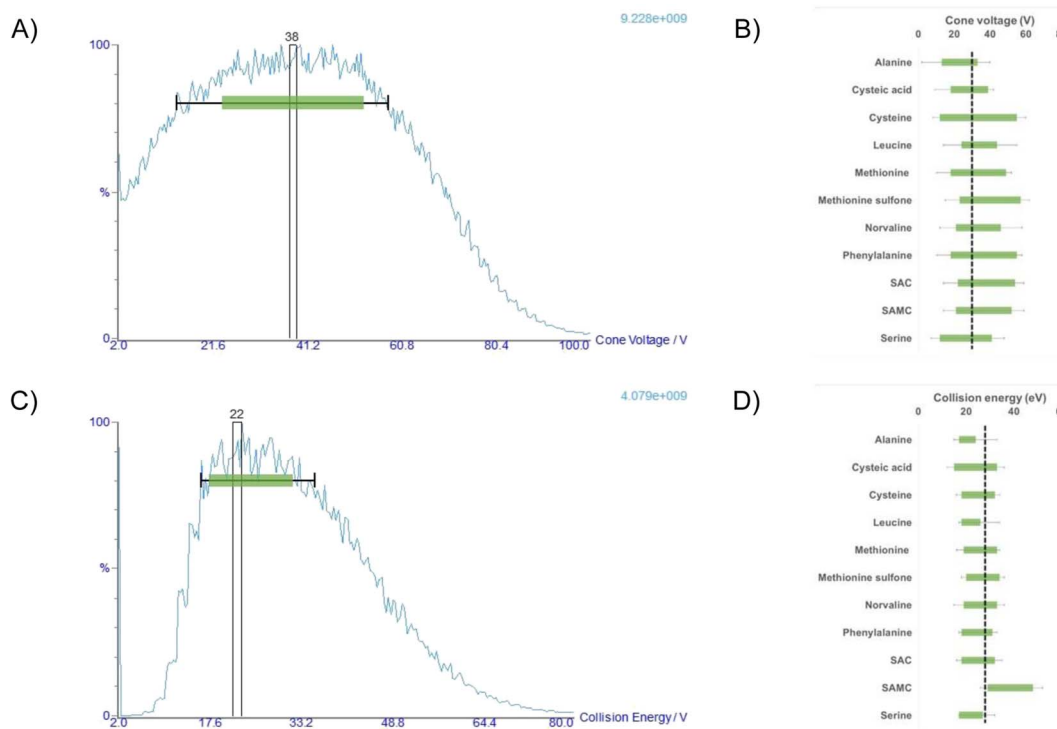 A)
9.228e+009
38
100
%
0
2.0 21.6 41.2 60.8 80.4 100.0 Cone Voltage / V
B)
Cone voltage (V)
0 20 40 60
Alanine
Cysteic acid
Cysteine
Leucine
Methionine
Methionine sulfone
Norvaline
Phenylalanine
SAC
SAMC
Serine
C)
4.079e+009
22
100
%
0
2.0 17.6 33.2 48.8 64.4 80.0 Collision Energy / V
D)
Collision energy (eV)
0 20 40
Alanine
Cysteic acid
Cysteine
Leucine
Methionine
Methionine sulfone
Norvaline
Phenylalanine
SAC
SAMC
Serine